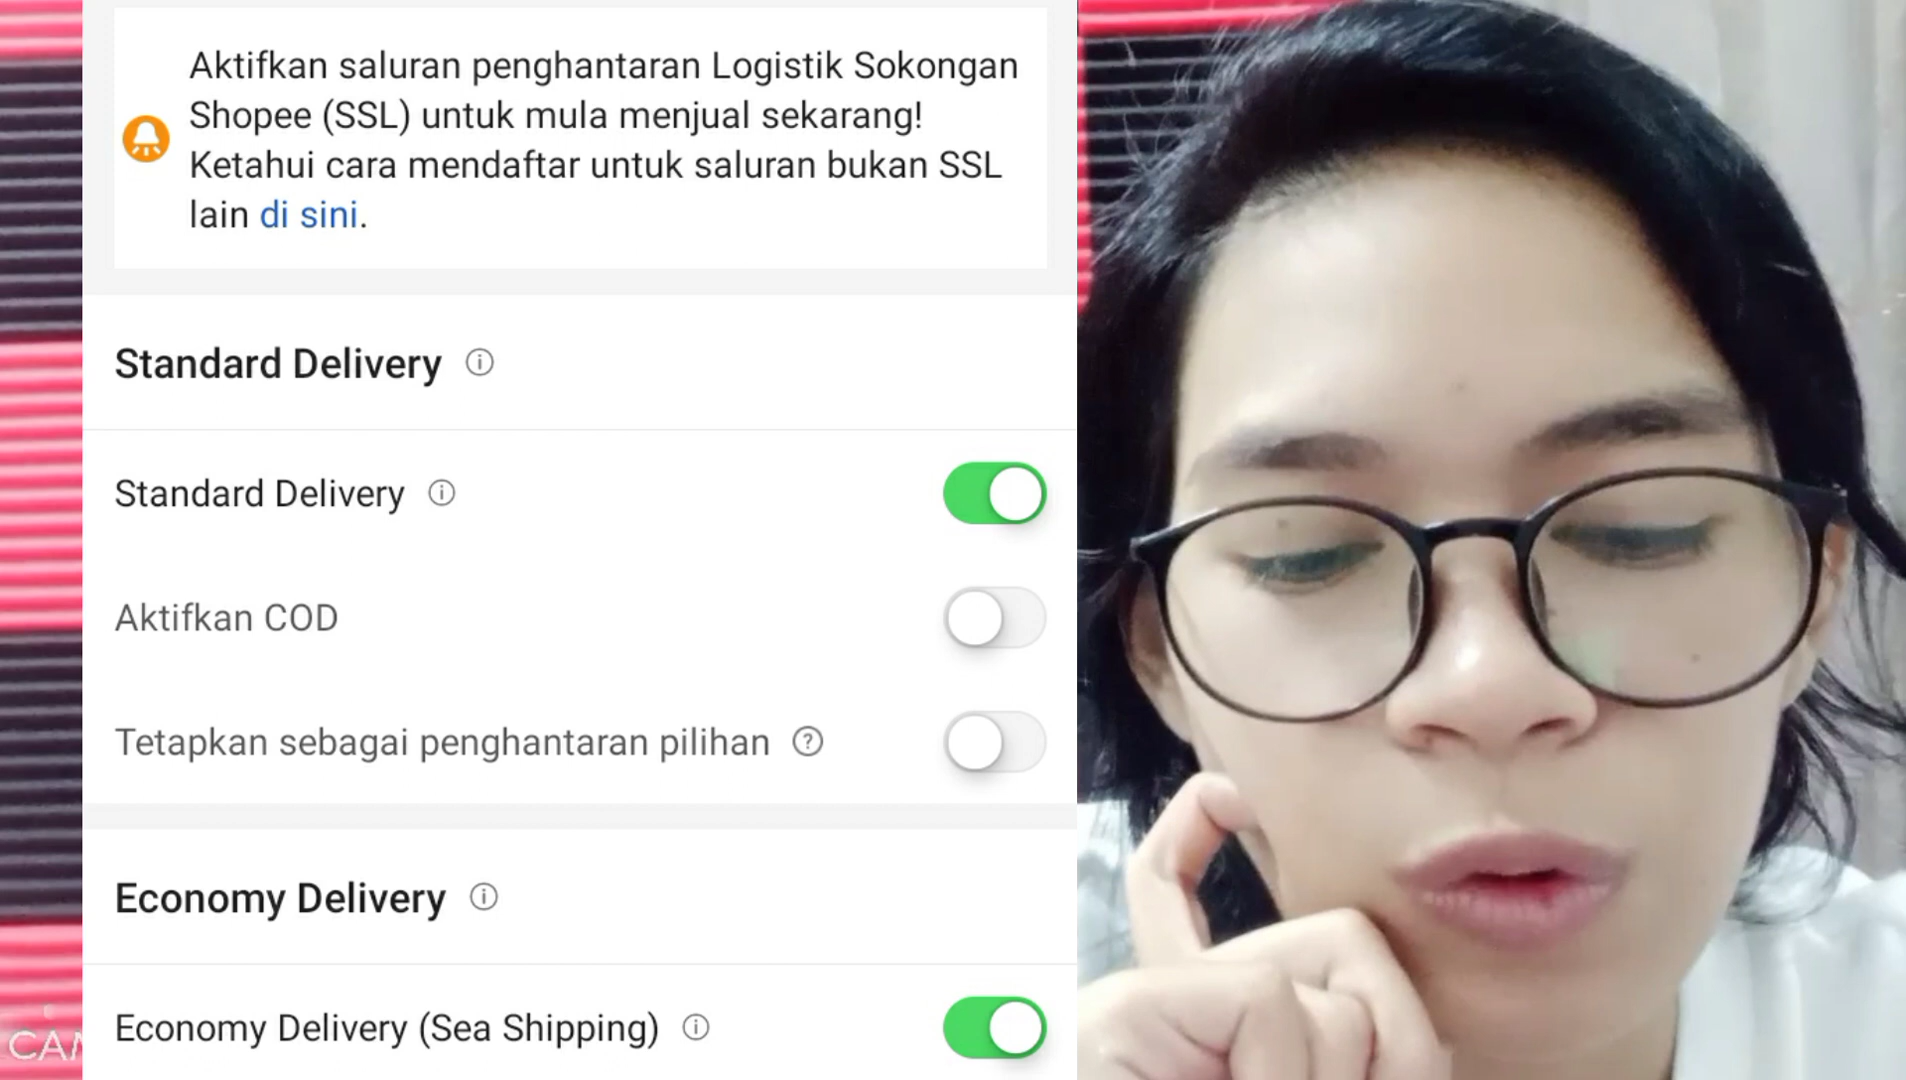 Aktifkan saluran penghantaran Logistik Sokongan
Shopee (SSL) untuk mula menjual sekarang!
Ketahui cara mendaftar untuk saluran bukan SSL
lain di sini.
Standard Delivery
Standard Delivery
Aktifkan COD
Tetapkan sebagai penghantaran pilihan
Economy Delivery
Economy Delivery (Sea Shipping)